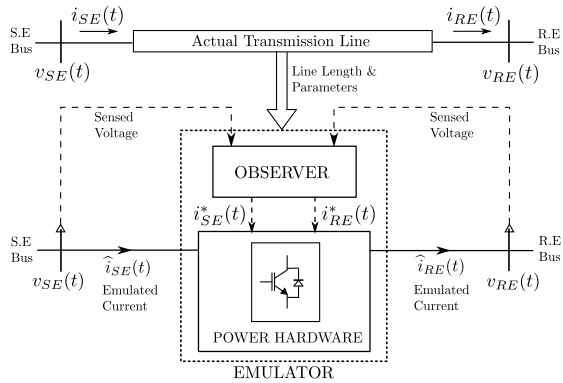 i_SE(t)
i_RE(t)
S.E
Bus
Actual Transmission Line
R.E
Bus
v_SE(t)
v_RE(t)
Line Length &
Parameters
Sensed
Voltage
Sensed
Voltage
OBSERVER
i*_SE(t)
i*_RE(t)
S.E
Bus
R.E
Bus
v_SE(t)
î_SE(t)
î_RE(t)
v_RE(t)
Emulated
Current
Emulated
Current
POWER HARDWARE
EMULATOR